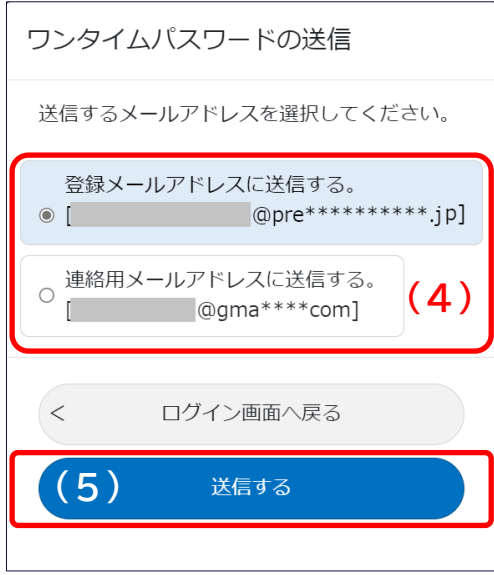 ワンタイムパスワードの送信
送信するメールアドレスを選択してください。
登録メールアドレスに送信する。
[ @pre**********.jp]
連絡用メールアドレスに送信する。
[ @gma****com]
(4)
< ログイン画面へ戻る
(5) 送信する